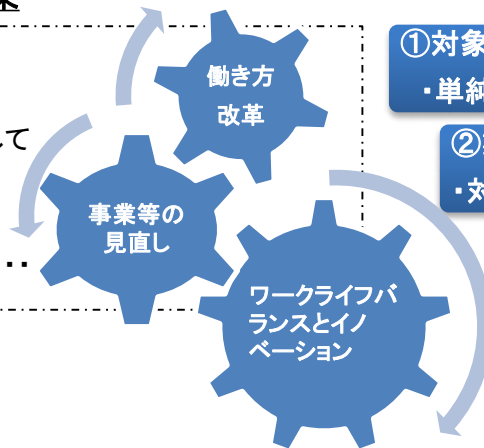 働き方
改革
①対象
・単純
して
②
・対
事業等の
見直し
‥
ワークライフバ
ランスとイノ
ベーション